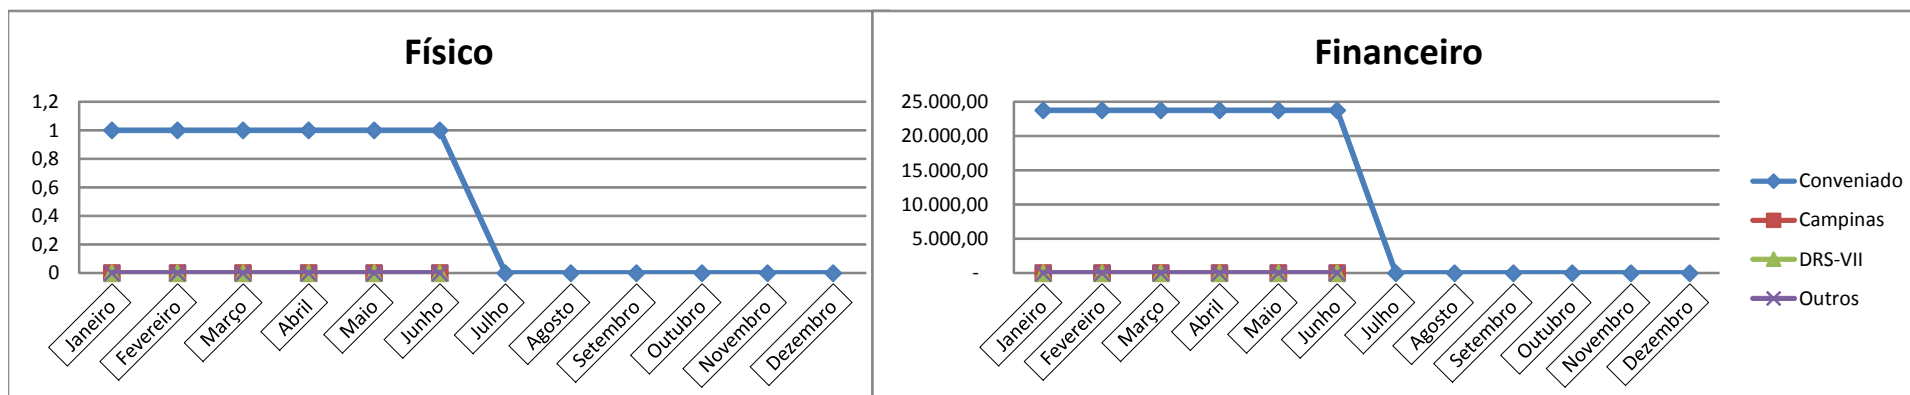 Físico
1,2
1
0,8
0,6
0,4
0,2
0
Janeiro
Fevereiro
Março
Abril
Maio
Junho
Julho
Agosto
Setembro
Outubro
Novembro
Dezembro
Financeiro
25.000,00
20.000,00
15.000,00
10.000,00
5.000,00
-
Janeiro
Fevereiro
Março
Abril
Maio
Junho
Julho
Agosto
Setembro
Outubro
Novembro
Dezembro
Conveniado
Campinas
DRS-VII
Outros